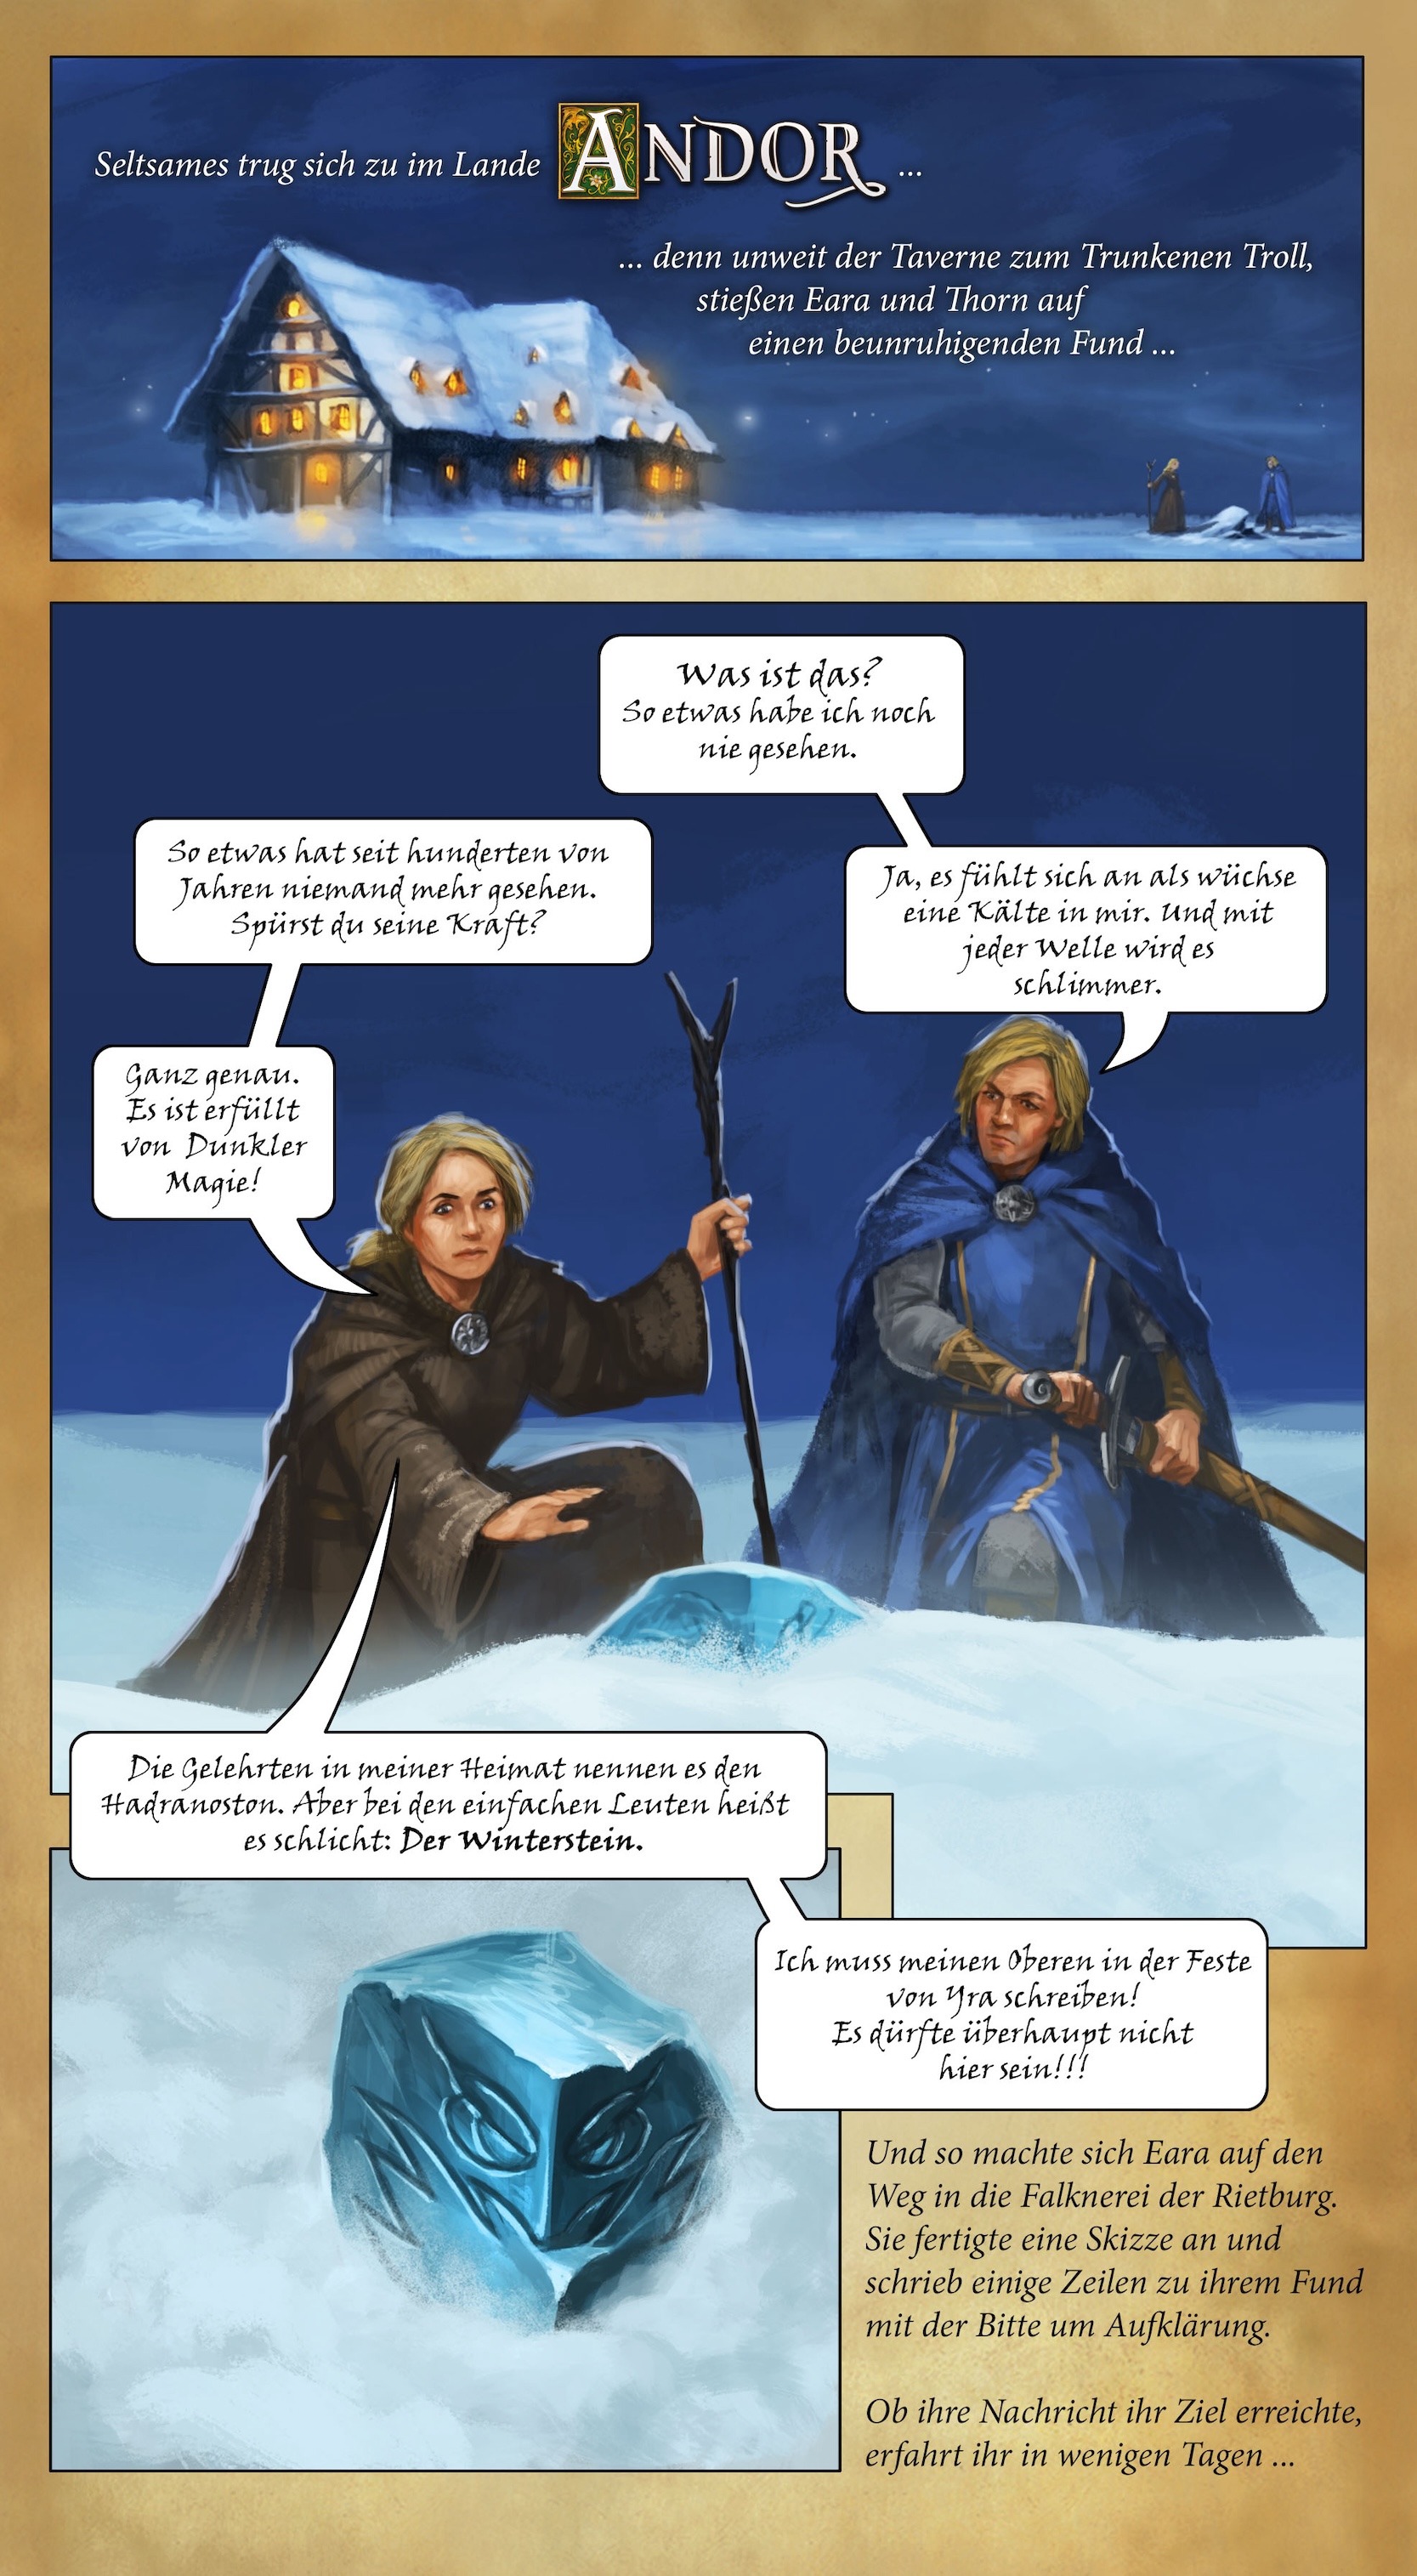 Seltsames trug sich zu im Lande ANDOR ...
... denn unweit der Taverne zum Trunkenen Troll,
stießen Eara und Thorn auf
einen beunruhigenden Fund ...
Was ist das?
So etwas habe ich noch
nie gesehen.
So etwas hat seit hunderten von
Jahren niemand mehr gesehen.
Spürst du seine Kraft?
Ja, es fühlt sich an als wüchse
eine Kälte in mir. Und mit
jeder Welle wird es
schlimmer.
Ganz genau.
Es ist erfüllt
von Dunkler
Magie!
Die Gelehrten in meiner Heimat nennen es den
Hadranoston. Aber bei den einfachen Leuten heißt
es schlicht: Der Winterstein.
Ich muss meinen Oberen in der Feste
von Yra schreiben!
Es dürfte überhaupt nicht
hier sein!!!
Und so machte sich Eara auf den
Weg in die Falknerei der Rietburg.
Sie fertigte eine Skizze an und
schrieb einige Zeilen zu ihrem Fund
mit der Bitte um Aufklärung.
Ob ihre Nachricht ihr Ziel erreichte,
erfahrt ihr in wenigen Tagen ...